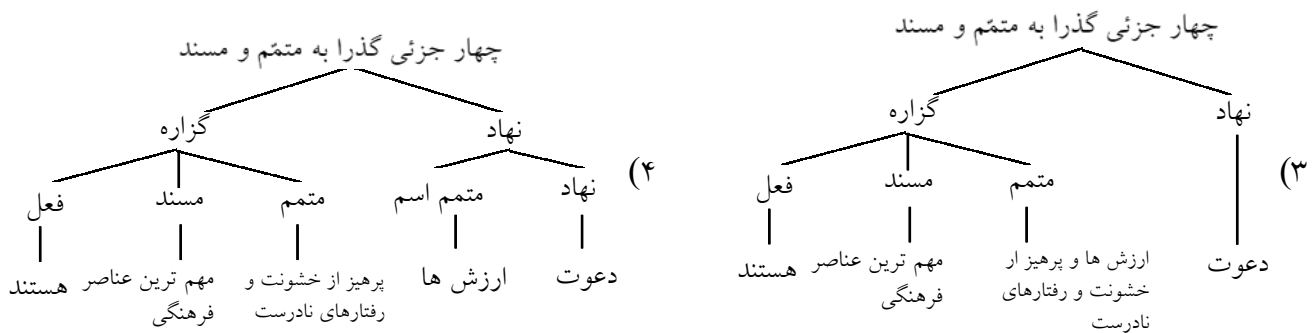 چهار جزئی گذرا به متمّم و مسند
(۳
نهاد
گزاره
متمم
مسند
فعل
دعوت
ارزش ها و پرهیز ار
خشونت و رفتارهای
نادرست
مهم ترین عناصر
فرهنگی
هستند
چهار جزئی گذرا به متمّم و مسند
(۴
نهاد
گزاره
نهاد
متمم اسم
متمم
مسند
فعل
دعوت
ارزش ها
پرهیز از خشونت و
رفتارهای نادرست
مهم ترین عناصر
فرهنگی
هستند